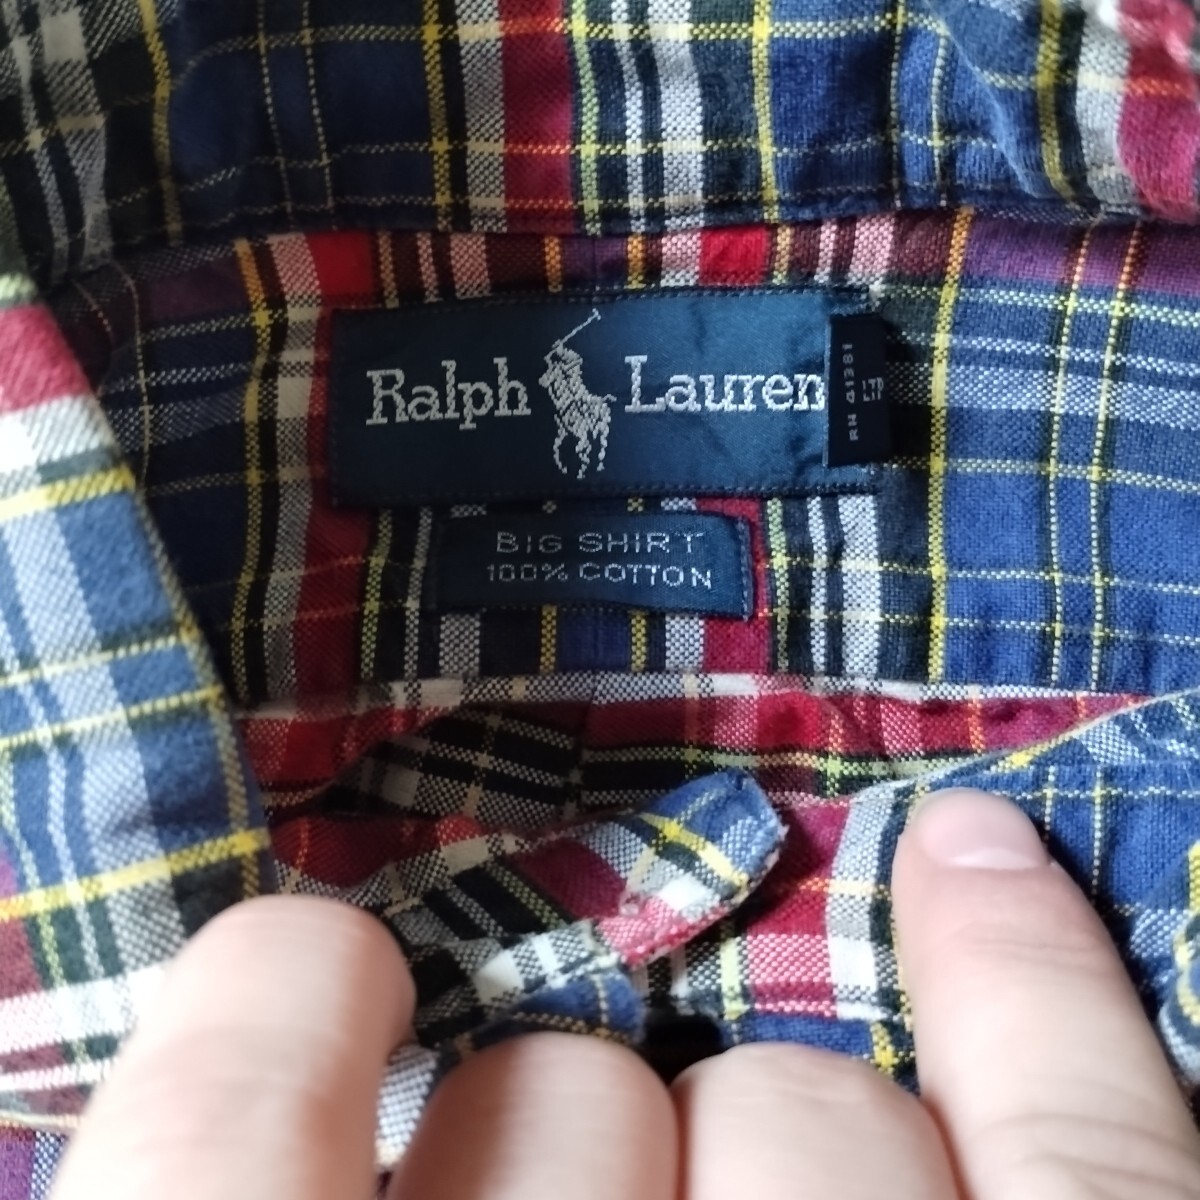 Ralph Lauren
RN 41381
LTP
BIG SHIRT
100% COTTON